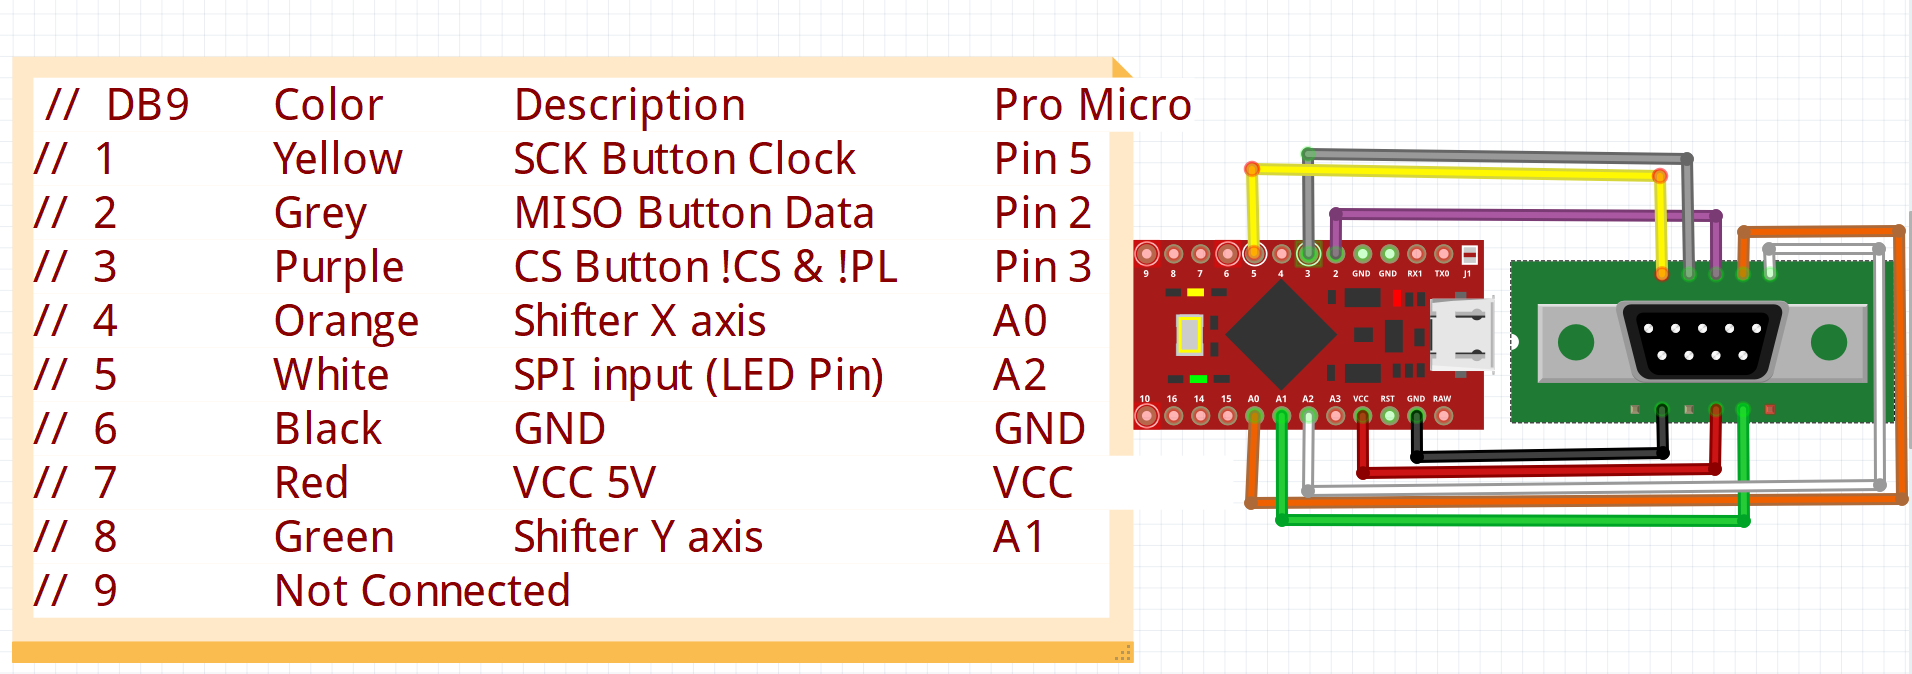 // DB9 Color Description Pro Micro
// 1 Yellow SCK Button Clock Pin 5
// 2 Grey MISO Button Data Pin 2
// 3 Purple CS Button !CS & !PL Pin 3
// 4 Orange Shifter X axis A0
// 5 White SPI input (LED Pin) A2
// 6 Black GND GND
// 7 Red VCC 5V VCC
// 8 Green Shifter Y axis A1
// 9 Not Connected
9 8 7 6 5 4 3 2 GND GND RX1 TX0 J1
10 16 14 15 A0 A1 A2 A3 VCC RST GND RAW